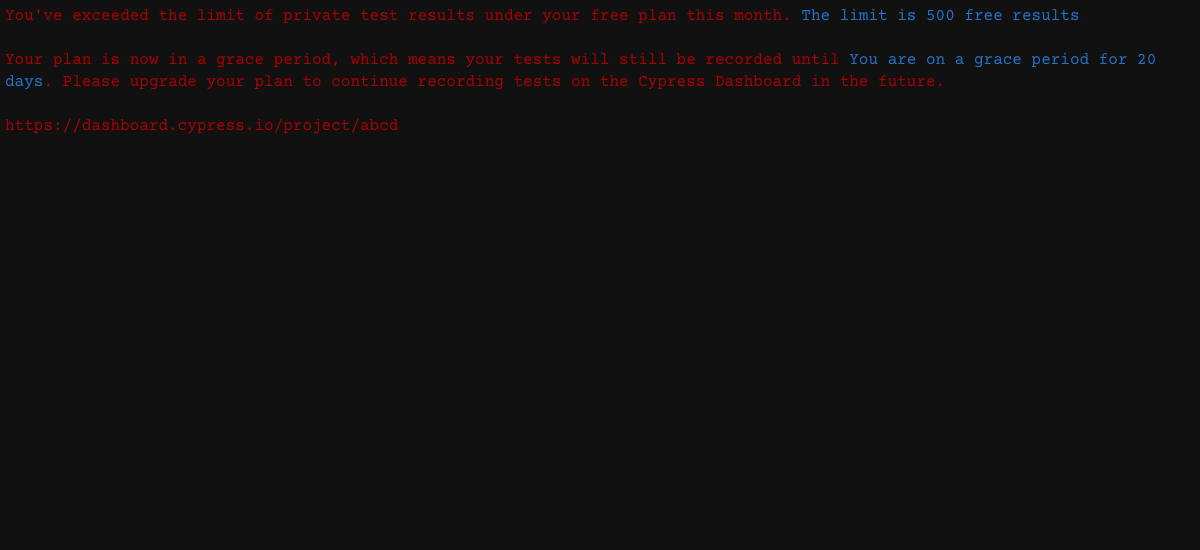 You've exceeded the limit of private test results under your free plan this month. The limit is 500 free results
Your plan is now in a grace period, which means your tests will still be recorded until You are on a grace period for 20
days. Please upgrade your plan to continue recording tests on the Cypress Dashboard in the future.
https://dashboard.cypress.io/project/abcd